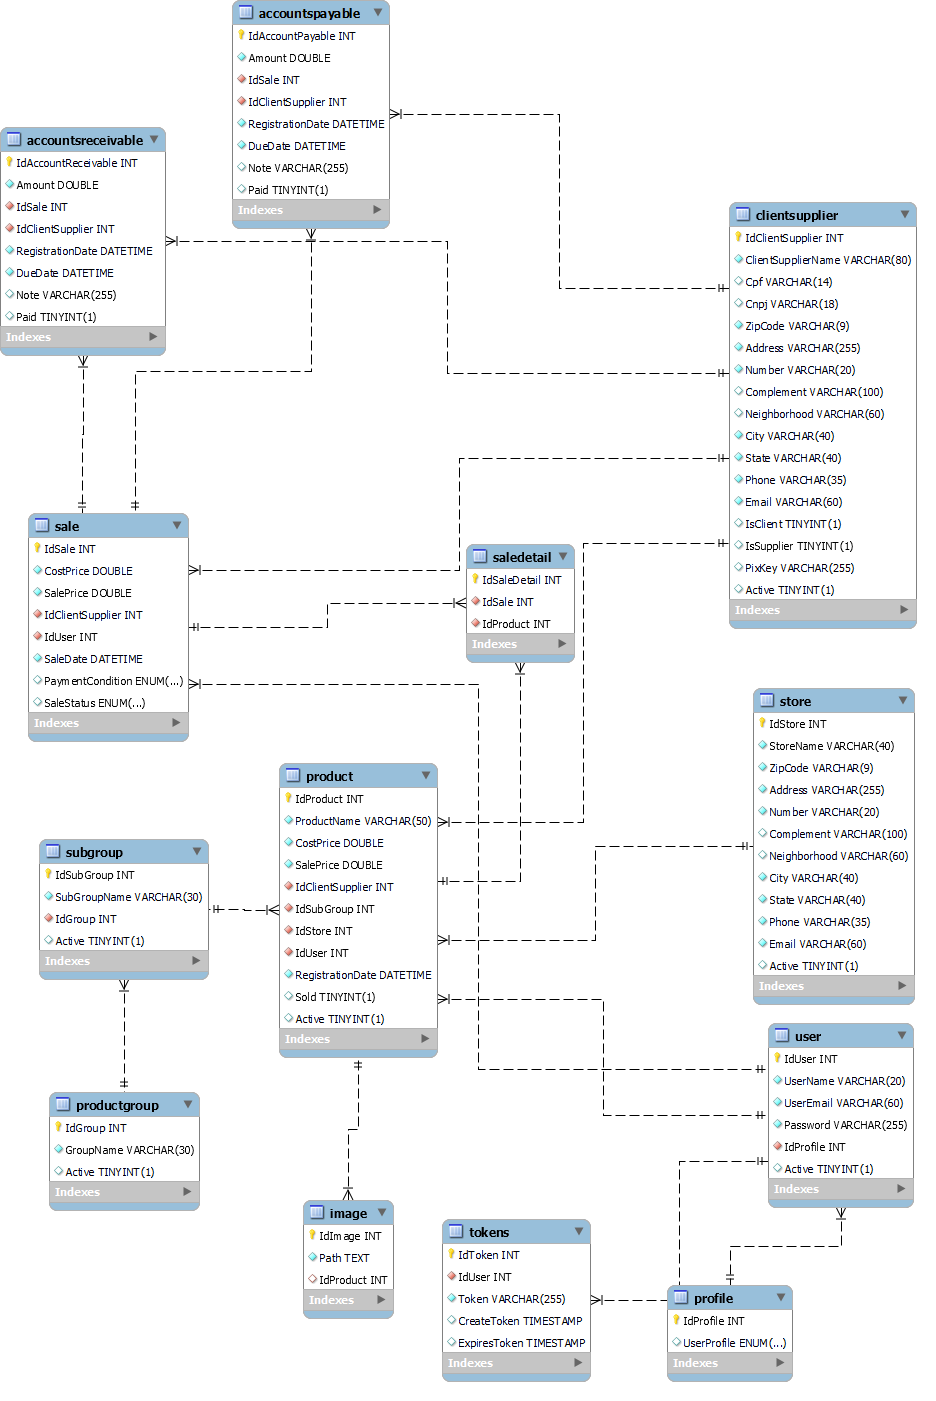 accountspayable
IdAccountPayable INT
Amount DOUBLE
IdSale INT
IdClientSupplier INT
RegistrationDate DATETIME
DueDate DATETIME
Note VARCHAR(255)
Paid TINYINT(1)
Indexes
accountsreceivable
IdAccountReceivable INT
Amount DOUBLE
IdSale INT
IdClientSupplier INT
RegistrationDate DATETIME
DueDate DATETIME
Note VARCHAR(255)
Paid TINYINT(1)
Indexes
clientsupplier
IdClientSupplier INT
ClientSupplierName VARCHAR(80)
Cpf VARCHAR(14)
Cnpj VARCHAR(18)
ZipCode VARCHAR(9)
Address VARCHAR(255)
Number VARCHAR(20)
Complement VARCHAR(100)
Neighborhood VARCHAR(60)
City VARCHAR(40)
State VARCHAR(40)
Phone VARCHAR(35)
Email VARCHAR(60)
IsClient TINYINT(1)
IsSupplier TINYINT(1)
PixKey VARCHAR(255)
Active TINYINT(1)
Indexes
sale
IdSale INT
CostPrice DOUBLE
SalePrice DOUBLE
IdClientSupplier INT
IdUser INT
SaleDate DATETIME
PaymentCondition ENUM(...)
SaleStatus ENUM(...)
Indexes
saledetail
IdSaleDetail INT
IdSale INT
IdProduct INT
Indexes
store
IdStore INT
StoreName VARCHAR(40)
ZipCode VARCHAR(9)
Address VARCHAR(255)
Number VARCHAR(20)
Complement VARCHAR(100)
Neighborhood VARCHAR(60)
City VARCHAR(40)
State VARCHAR(40)
Phone VARCHAR(35)
Email VARCHAR(60)
Active TINYINT(1)
Indexes
product
IdProduct INT
ProductName VARCHAR(50)
CostPrice DOUBLE
SalePrice DOUBLE
IdClientSupplier INT
IdSubGroup INT
IdStore INT
IdUser INT
RegistrationDate DATETIME
Sold TINYINT(1)
Active TINYINT(1)
Indexes
subgroup
IdSubGroup INT
SubGroupName VARCHAR(30)
IdGroup INT
Active TINYINT(1)
Indexes
user
IdUser INT
UserName VARCHAR(20)
UserEmail VARCHAR(60)
Password VARCHAR(255)
IdProfile INT
Active TINYINT(1)
Indexes
productgroup
IdGroup INT
GroupName VARCHAR(30)
Active TINYINT(1)
Indexes
image
IdImage INT
Path TEXT
IdProduct INT
Indexes
tokens
IdToken INT
IdUser INT
Token VARCHAR(255)
CreateToken TIMESTAMP
ExpiresToken TIMESTAMP
Indexes
profile
IdProfile INT
UserProfile ENUM(...)
Indexes